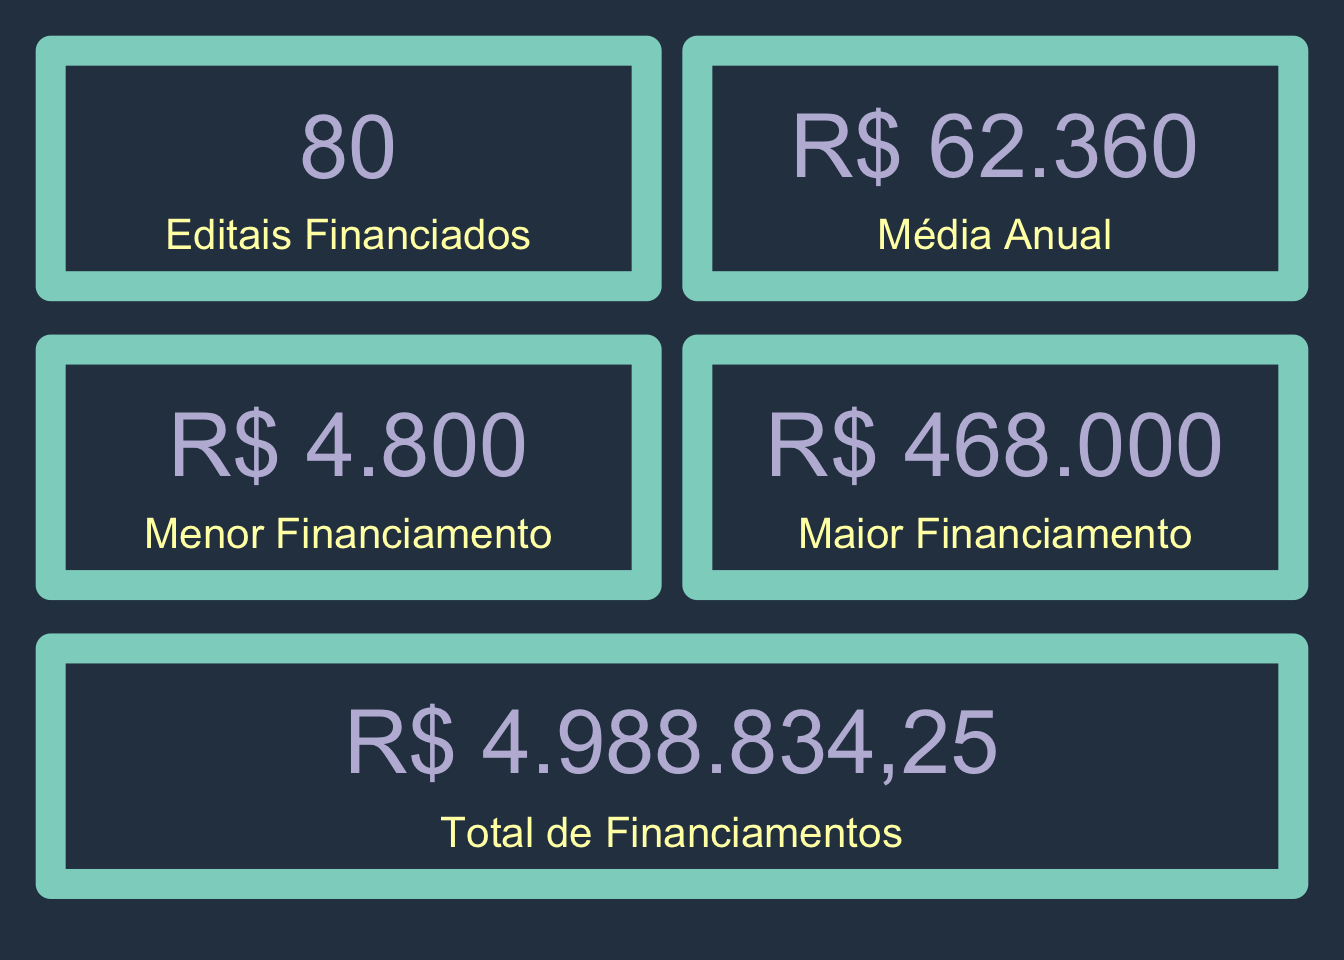 80
Editais Financiados
R$ 62.360
Média Anual
R$ 4.800
Menor Financiamento
R$ 468.000
Maior Financiamento
R$ 4.988.834,25
Total de Financiamentos